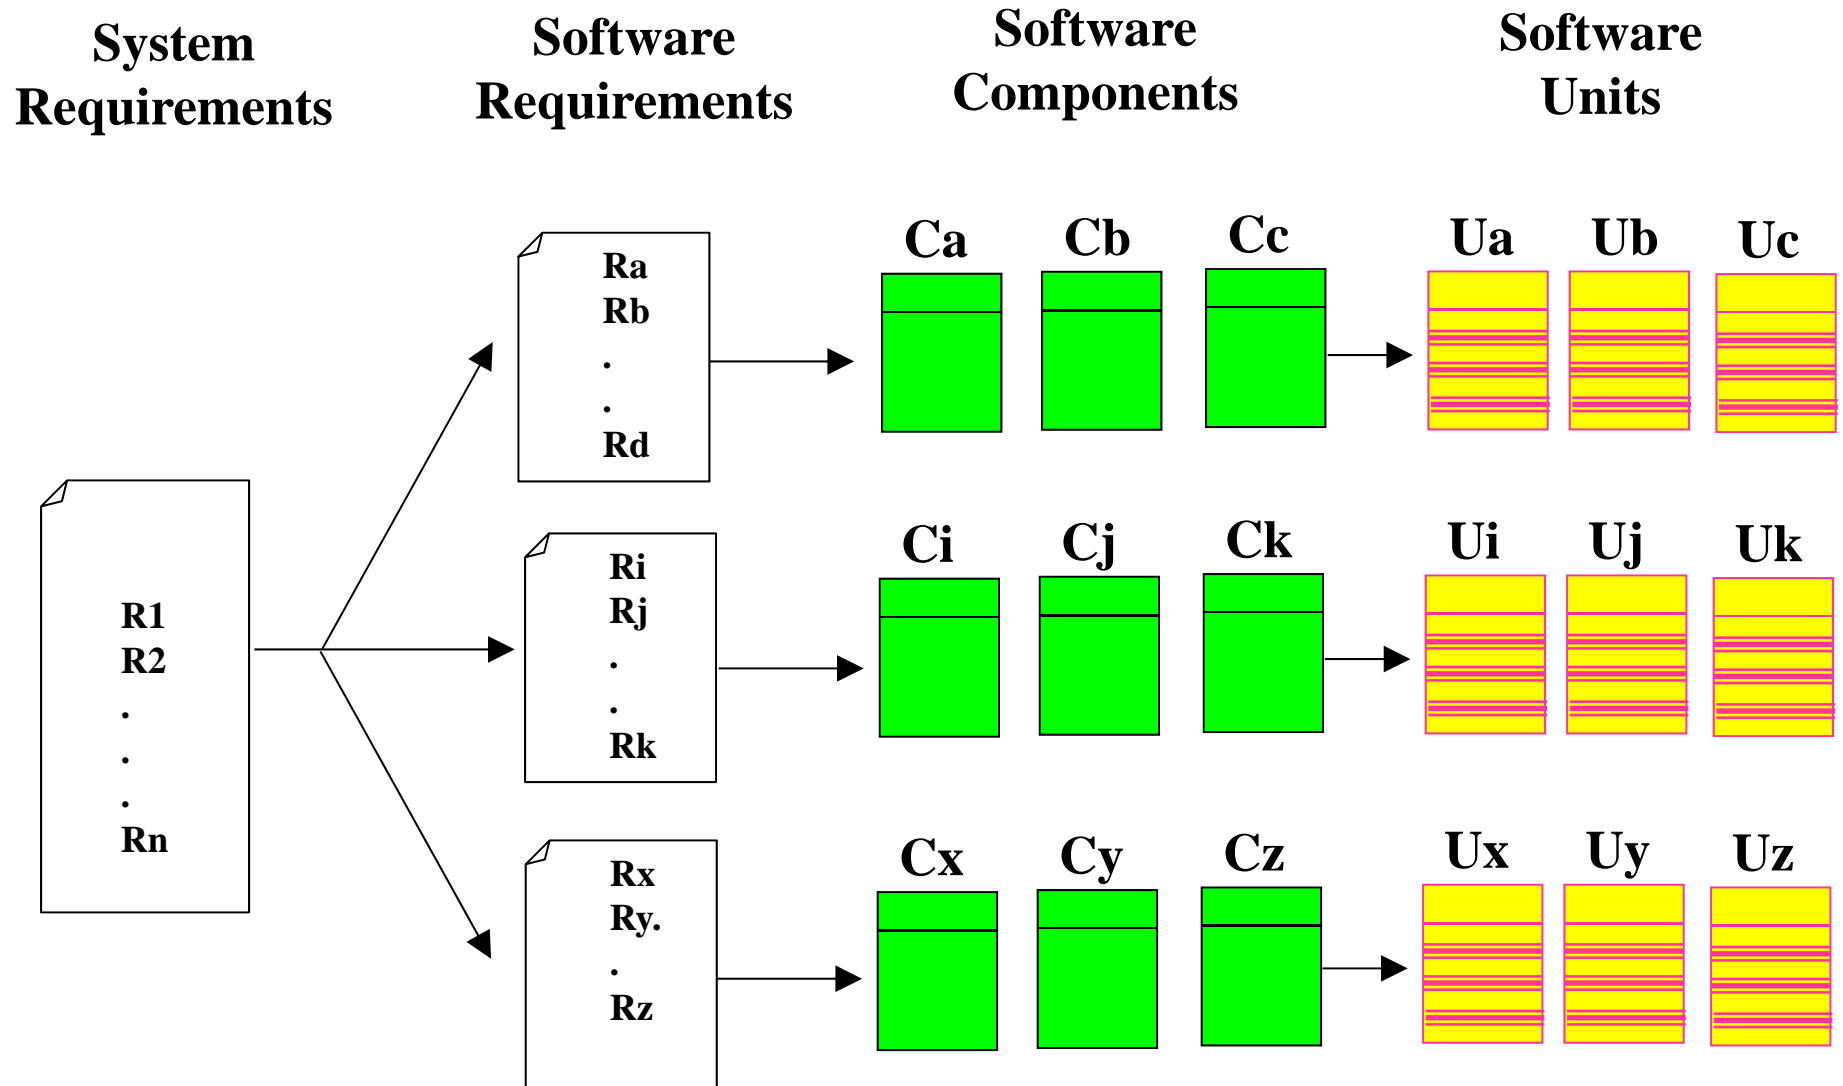 System
Requirements
Software
Requirements
Software
Components
Software
Units
R1
R2
.
.
.
Rn
Ra
Rb
.
.
Rd
Ca Cb Cc
Ua Ub Uc
Ri
Rj
.
.
Rk
Ci Cj Ck
Ui Uj Uk
Rx
Ry.
.
Rz
Cx Cy Cz
Ux Uy Uz